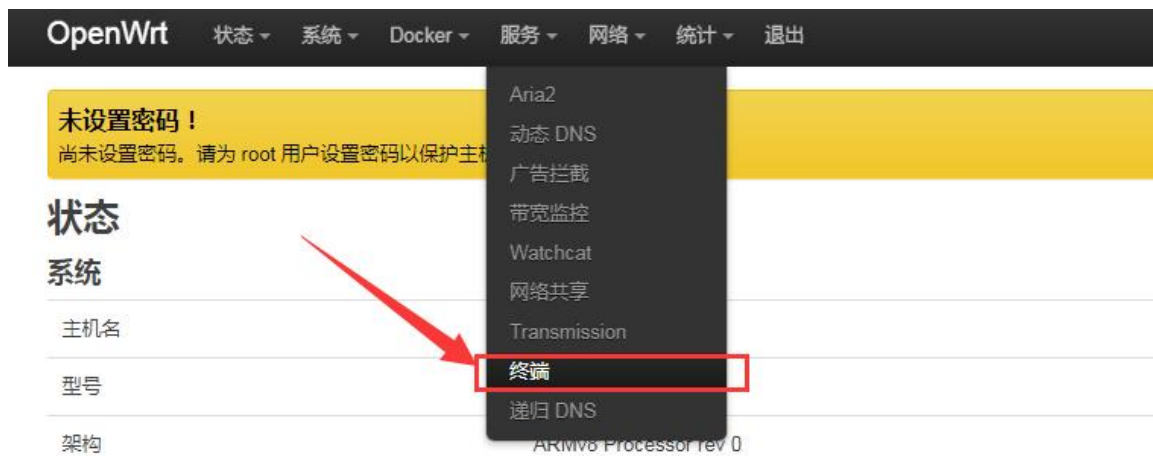 OpenWrt 状态 系统 Docker 服务 网络 统计 退出
未设置密码！
尚未设置密码。请为 root 用户设置密码以保护主
状态
系统
主机名
型号
架构
Aria2
动态 DNS
广告拦截
带宽监控
Watchcat
网络共享
Transmission
终端
递归 DNS
ARMv8 Processor rev 0